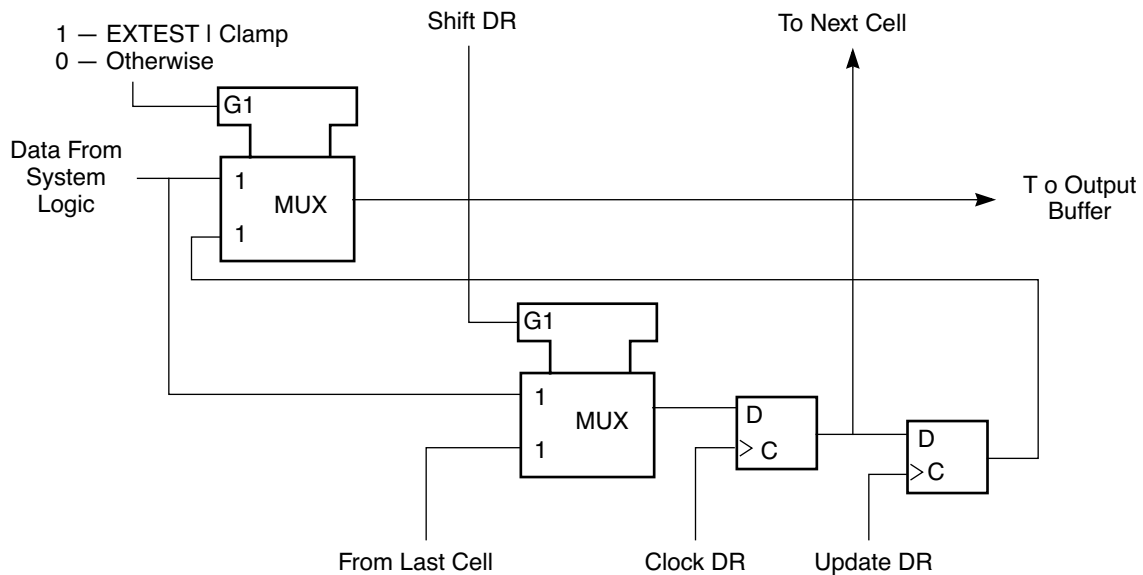 1 — EXTEST | Clamp
0 — Otherwise
Shift DR
To Next Cell
G1
Data From
System
Logic
1
MUX
1
T o Output
Buffer
G1
1
MUX
1
D
C
D
C
From Last Cell
Clock DR
Update DR